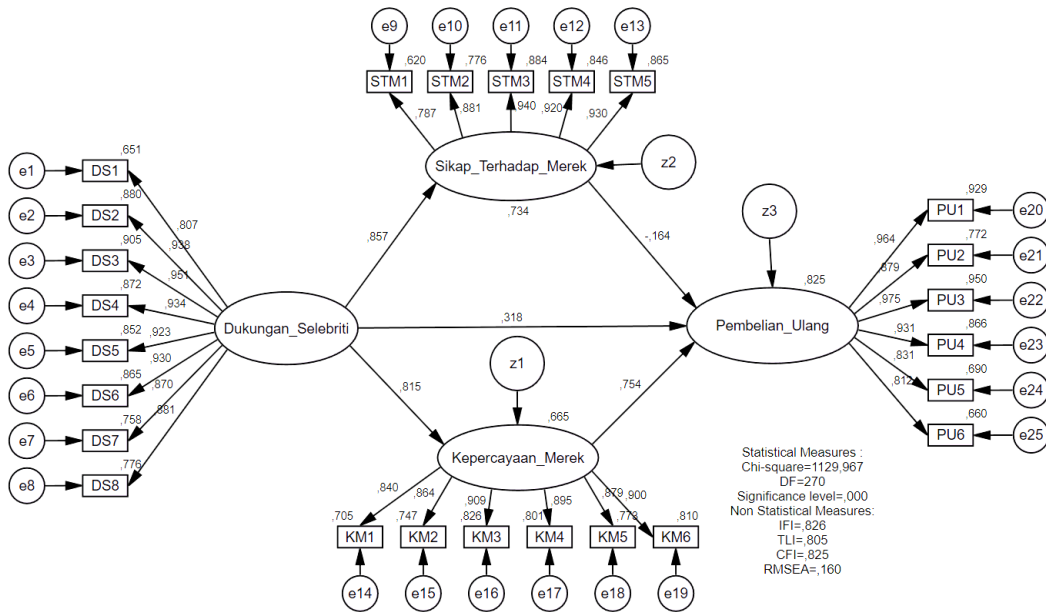 e9 e10 e11 e12 e13
,620 ,776 ,884 ,846 ,865
STM1 STM2 STM3 STM4 STM5
,787 ,881 ,940 ,920 ,930
Sikap_Terhadap_Merek
z2
,734
e1 DS1 ,651
e2 DS2 ,880
e3 DS3 ,905
e4 DS4 ,872
e5 DS5 ,852
e6 DS6 ,865
e7 DS7 ,758
e8 DS8 ,776
,807
,938
,951
,934
,923
,930
,870
,881
Dukungan_Selebriti
,857
-,164
,318
,815
,754
z3
,825
Pembelian_Ulang
,964
,879
,975
,931
,831
,812
,929 PU1 e20
,772 PU2 e21
,950 PU3 e22
,866 PU4 e23
,690 PU5 e24
,660 PU6 e25
z1
,665
Kepercayaan_Merek
,840 ,864 ,909 ,895 ,879 ,900
,705 ,747 ,826 ,801 ,773 ,810
KM1 KM2 KM3 KM4 KM5 KM6
e14 e15 e16 e17 e18 e19
Statistical Measures :
Chi-square=1129,967
DF=270
Significance level=,000
Non Statistical Measures:
IFI=,826
TLI=,805
CFI=,825
RMSEA=,160